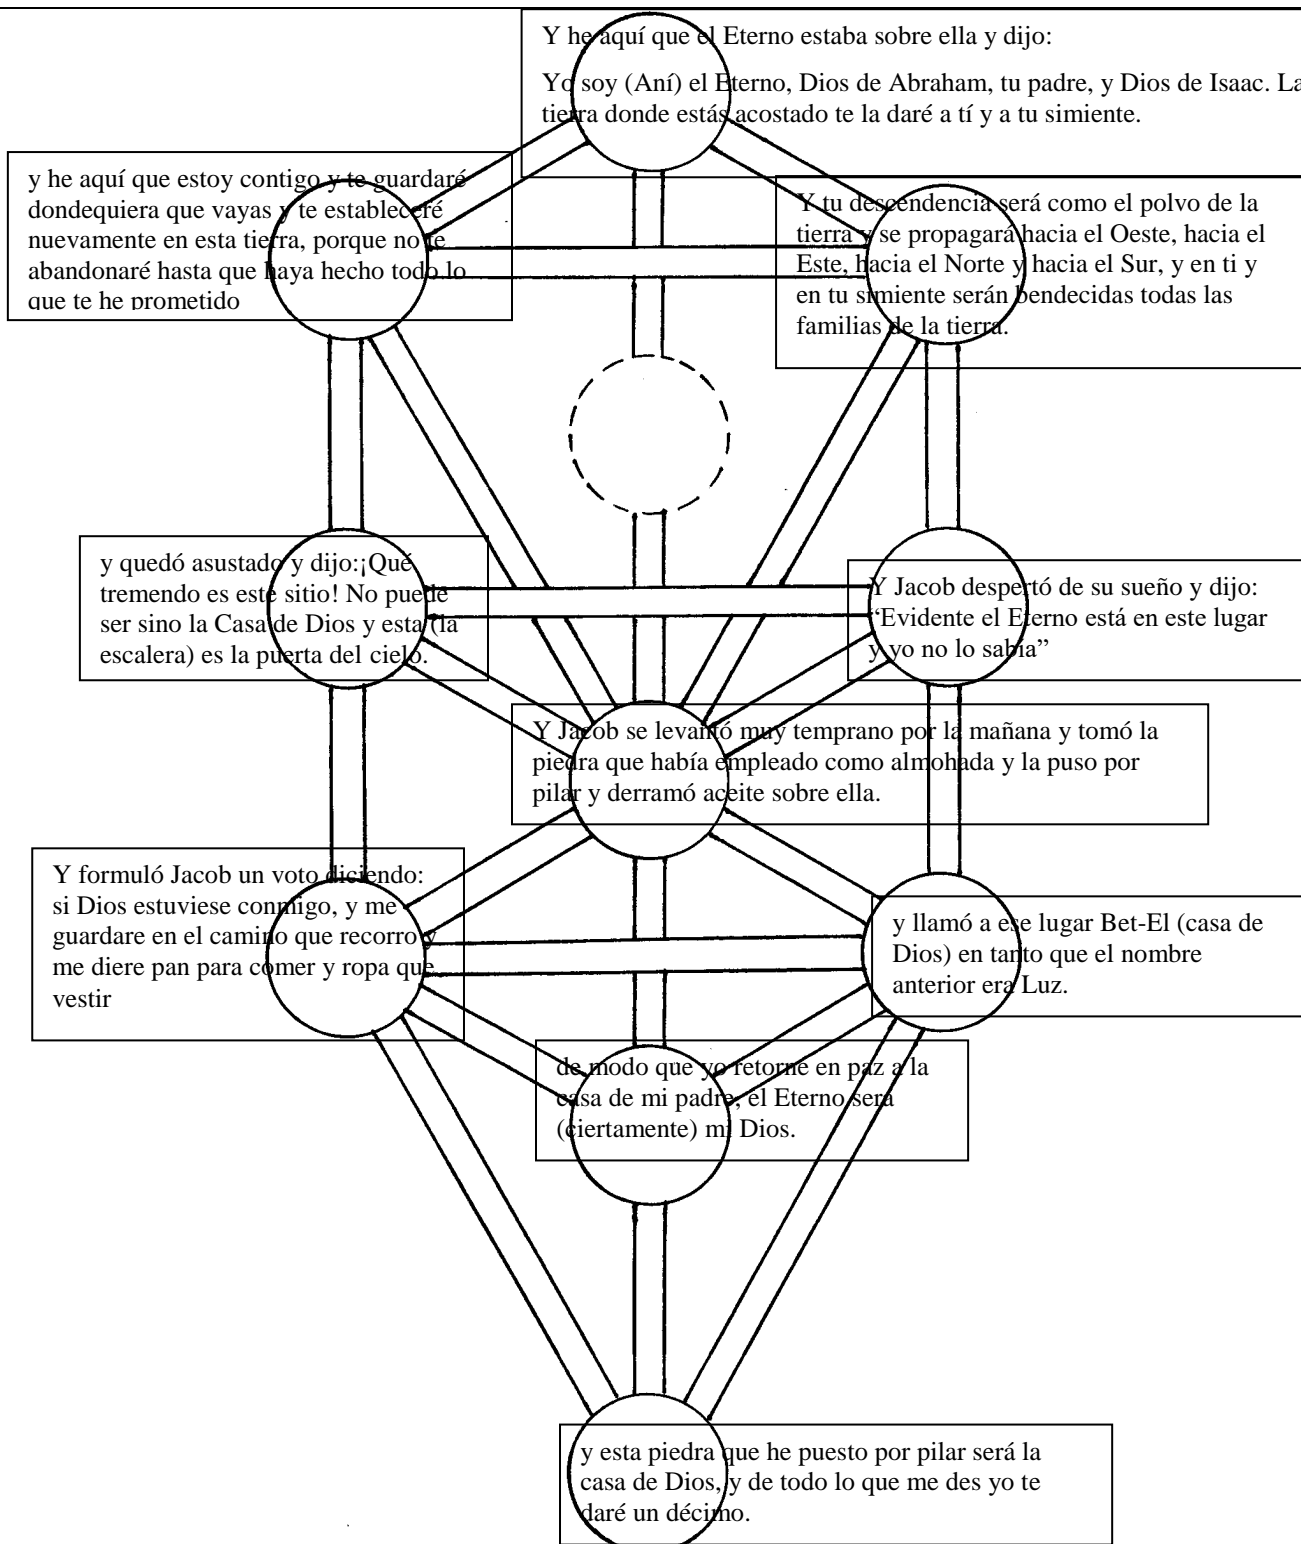 Y he aquí que el Eterno estaba sobre ella y dijo:
Yo soy (Aní) el Eterno, Dios de Abraham, tu padre, y Dios de Isaac. La
tierra donde estás acostado te la daré a tí y a tu simiente.
y he aquí que estoy contigo y te guardaré
dondequiera que vayas y te estableceré
nuevamente en esta tierra, porque no te
abandonaré hasta que haya hecho todo lo
que te he prometido
Y tu descendencia será como el polvo de la
tierra y se propagará hacia el Oeste, hacia el
Este, hacia el Norte y hacia el Sur, y en ti y
en tu simiente serán bendecidas todas las
familias de la tierra.
y quedó asustado y dijo:¡Qué
tremendo es este sitio! No puede
ser sino la Casa de Dios y esta (la
escalera) es la puerta del cielo.
Y Jacob despertó de su sueño y dijo:
“Evidente el Eterno está en este lugar
y yo no lo sabía”
Y Jacob se levantó muy temprano por la mañana y tomó la
piedra que había empleado como almohada y la puso por
pilar y derramó aceite sobre ella.
Y formuló Jacob un voto diciendo:
si Dios estuviese conmigo, y me
guardare en el camino que recorro y
me diere pan para comer y ropa que
vestir
y llamó a ese lugar Bet-El (casa de
Dios) en tanto que el nombre
anterior era Luz.
de modo que yo retorne en paz a la
casa de mi padre, el Eterno será
(ciertamente) mi Dios.
y esta piedra que he puesto por pilar será la
casa de Dios, y de todo lo que me des yo te
daré un décimo.